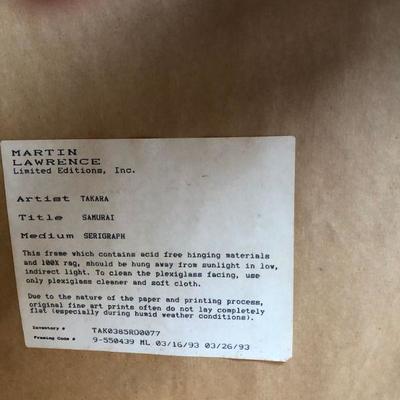 MARTIN
LAWRENCE
Limited Editions, Inc.
Artist TAKARA
Title SAMURAI
Medium SERIGRAPH
This frame which contains acid free hinging materials
and 100% rag, should be hung away from sunlight in low,
indirect light. To clean the plexiglass facing, use
only plexiglass cleaner and soft cloth.
Due to the nature of the paper and printing process,
original fine art prints often do not lay completely
flat (especially during humid weather conditions).
Inventory # TAK0385RD0077
Framing Code # 9-550439 ML 03/16/93 03/26/93